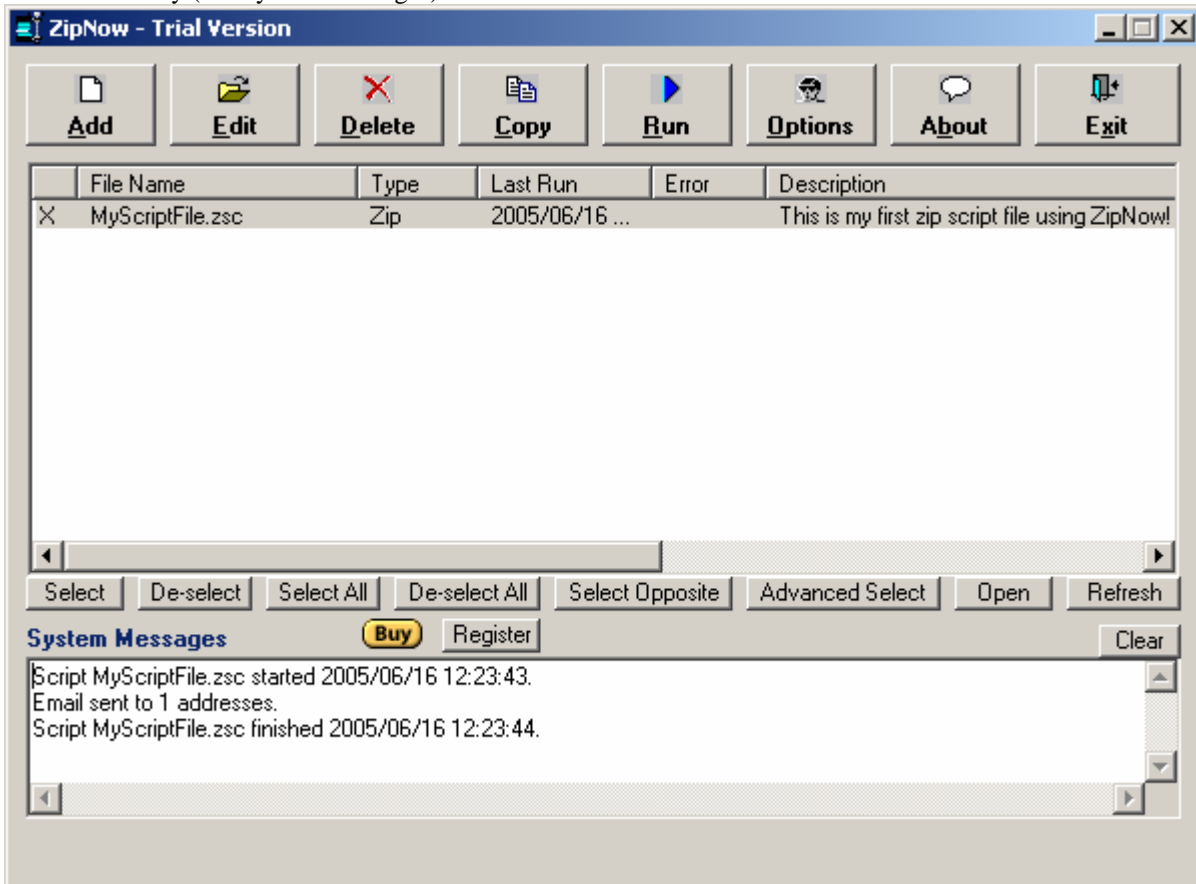 ZipNow - Trial Version
Add Edit Delete Copy Run Options About Exit
File Name Type Last Run Error Description
X MyScriptFile.zsc Zip 2005/06/16 ... This is my first zip script file using ZipNow!
Select De-select Select All De-select All Select Opposite Advanced Select Open Refresh
System Messages Buy Register Clear
Script MyScriptFile.zsc started 2005/06/16 12:23:43.
Email sent to 1 addresses.
Script MyScriptFile.zsc finished 2005/06/16 12:23:44.